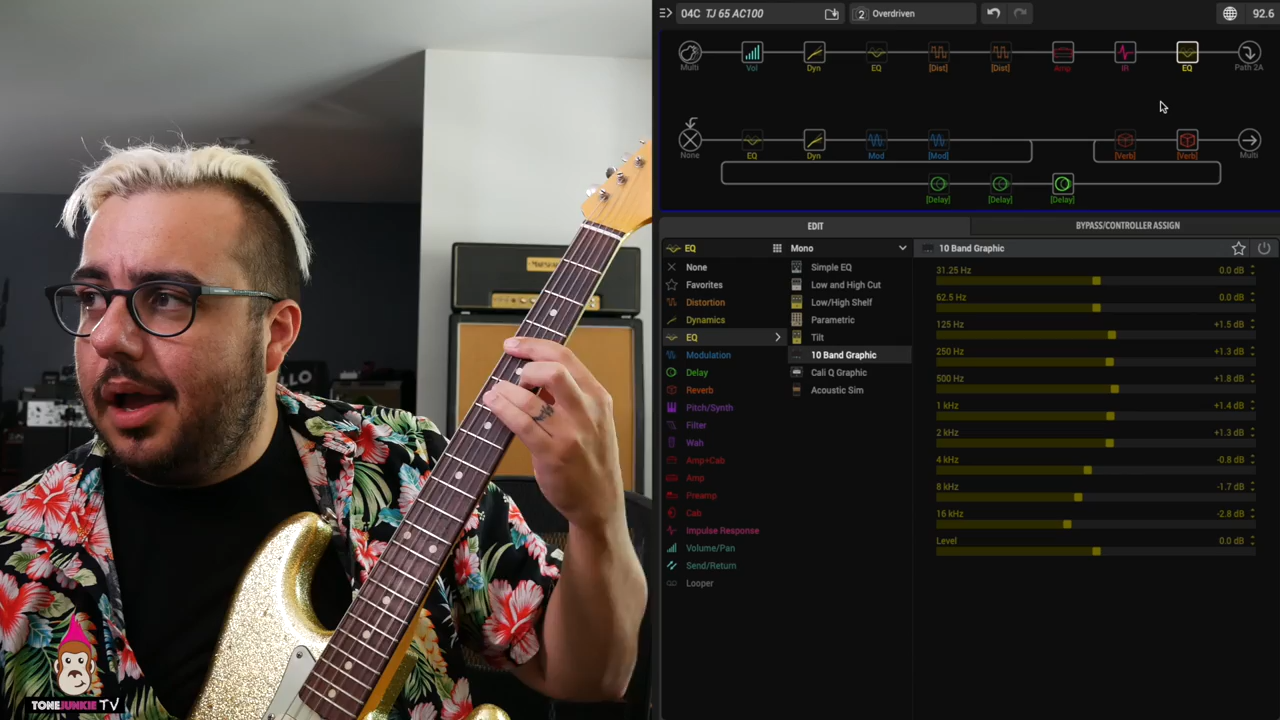 04C TJ 65 AC100
2 Overdriven
92.6
Multi
Vol
Dyn
EQ
[Dist]
[Dist]
Amp
IR
EQ
Path 2A
None
EQ
Dyn
Mod
[Mod]
[Verb]
[Verb]
Multi
[Delay]
[Delay]
[Delay]
EDIT
BYPASS/CONTROLLER ASSIGN
EQ
None
Favorites
Distortion
Dynamics
EQ
Modulation
Delay
Reverb
Pitch/Synth
Filter
Wah
Amp+Cab
Amp
Preamp
Cab
Impulse Response
Volume/Pan
Send/Return
Looper
Mono
Simple EQ
Low and High Cut
Low/High Shelf
Parametric
Tilt
10 Band Graphic
Cali Q Graphic
Acoustic Sim
10 Band Graphic
31.25 Hz 0.0 dB
62.5 Hz 0.0 dB
125 Hz +1.5 dB
250 Hz +1.3 dB
500 Hz +1.8 dB
1 kHz +1.4 dB
2 kHz +1.3 dB
4 kHz -0.8 dB
8 kHz -1.7 dB
16 kHz -2.8 dB
Level 0.0 dB
TONEJUNKIE TV